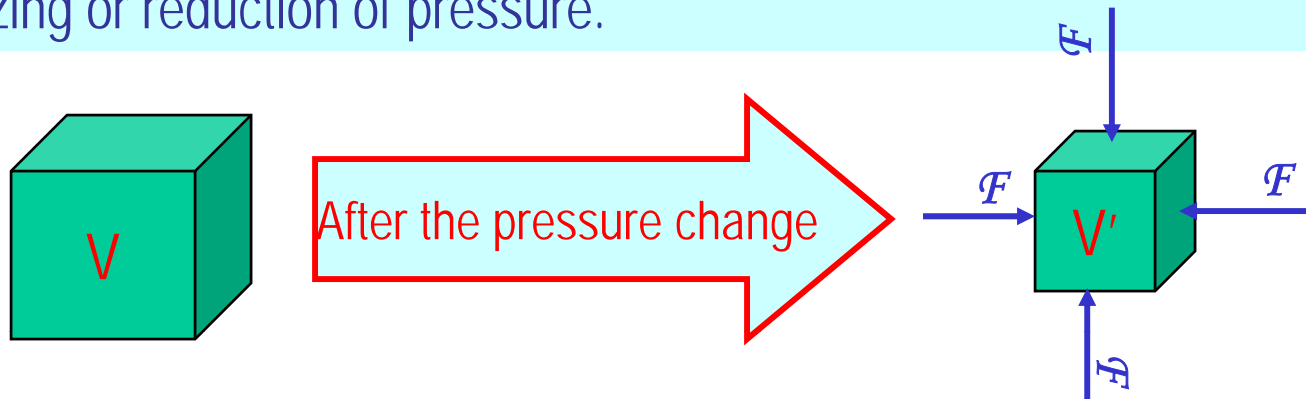 zing or reduction of pressure.
F
V
After the pressure change
F
V'
F
F